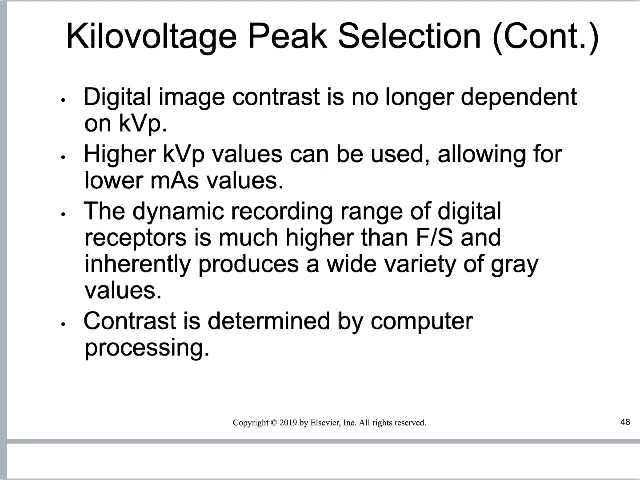 Kilovoltage Peak Selection (Cont.)
• Digital image contrast is no longer dependent
on kVp.
• Higher kVp values can be used, allowing for
lower mAs values.
• The dynamic recording range of digital
receptors is much higher than F/S and
inherently produces a wide variety of gray
values.
• Contrast is determined by computer
processing.
Copyright © 2019 by Elsevier, Inc. All rights reserved.
48